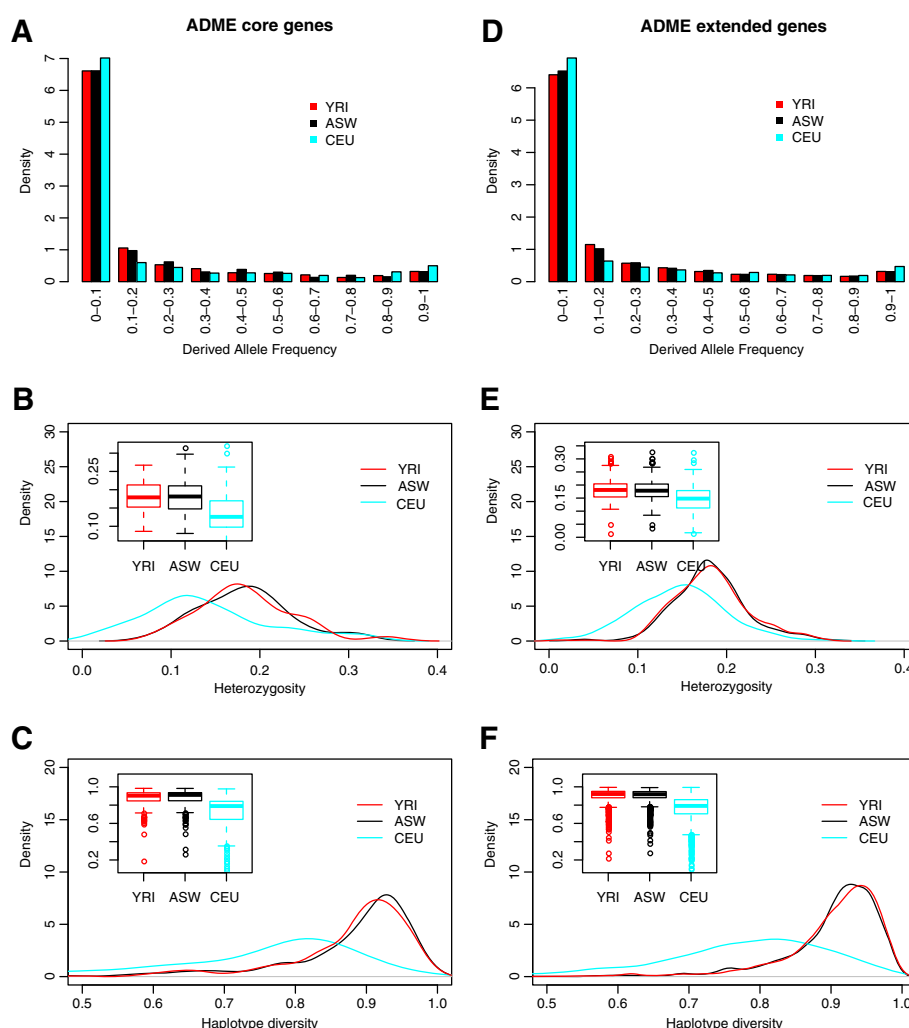 A
ADME core genes
7
6
5
4
3
2
1
0
Density
YRI
ASW
CEU
0–0.1
0.1–0.2
0.2–0.3
0.3–0.4
0.4–0.5
0.5–0.6
0.6–0.7
0.7–0.8
0.8–0.9
0.9–1
Derived Allele Frequency
D
ADME extended genes
6
5
4
3
2
1
0
Density
YRI
ASW
CEU
0–0.1
0.1–0.2
0.2–0.3
0.3–0.4
0.4–0.5
0.5–0.6
0.6–0.7
0.7–0.8
0.8–0.9
0.9–1
Derived Allele Frequency
B
30
25
20
15
10
5
0
Density
0.25
0.10
YRI ASW CEU
YRI
ASW
CEU
0.0 0.1 0.2 0.3 0.4
Heterozygosity
E
30
25
20
15
10
5
0
Density
0.30
0.15
0.00
YRI ASW CEU
YRI
ASW
CEU
0.0 0.1 0.2 0.3 0.4
Heterozygosity
C
20
15
10
5
0
Density
1.0
0.6
0.2
YRI ASW CEU
YRI
ASW
CEU
0.5 0.6 0.7 0.8 0.9 1.0
Haplotype diversity
F
20
15
10
5
0
Density
1.0
0.6
0.2
YRI ASW CEU
YRI
ASW
CEU
0.5 0.6 0.7 0.8 0.9 1.0
Haplotype diversity